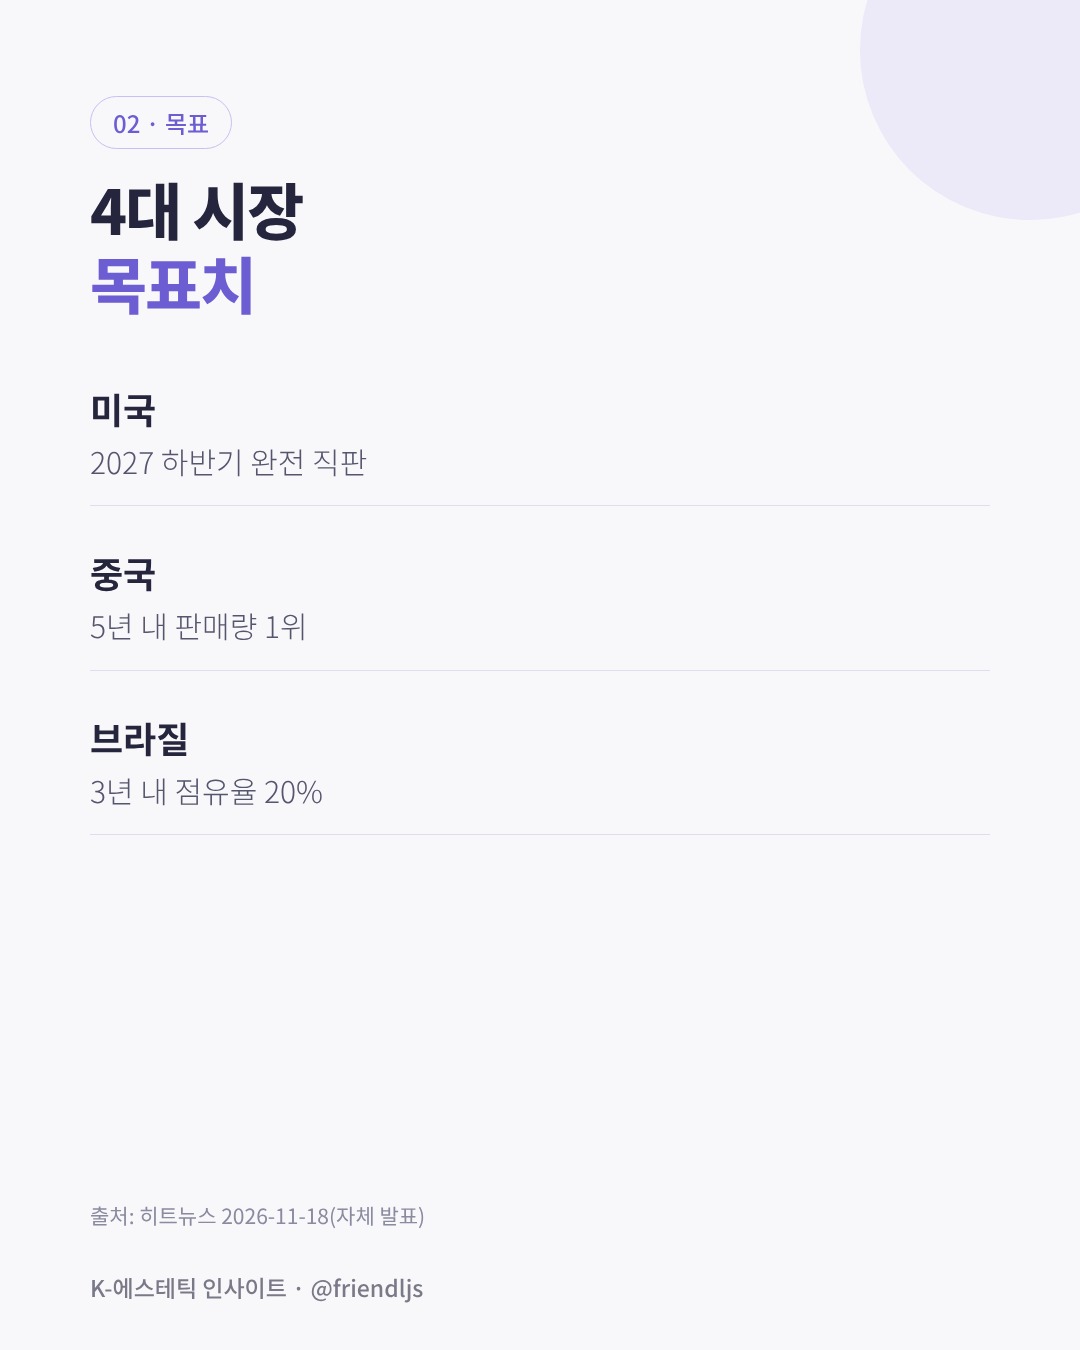 02 · 목표
4대 시장
목표치
미국
2027 하반기 완전 직판
중국
5년 내 판매량 1위
브라질
3년 내 점유율 20%
출처: 히트뉴스 2026-11-18(자체 발표)
K-에스테틱 인사이트 · @friendljs